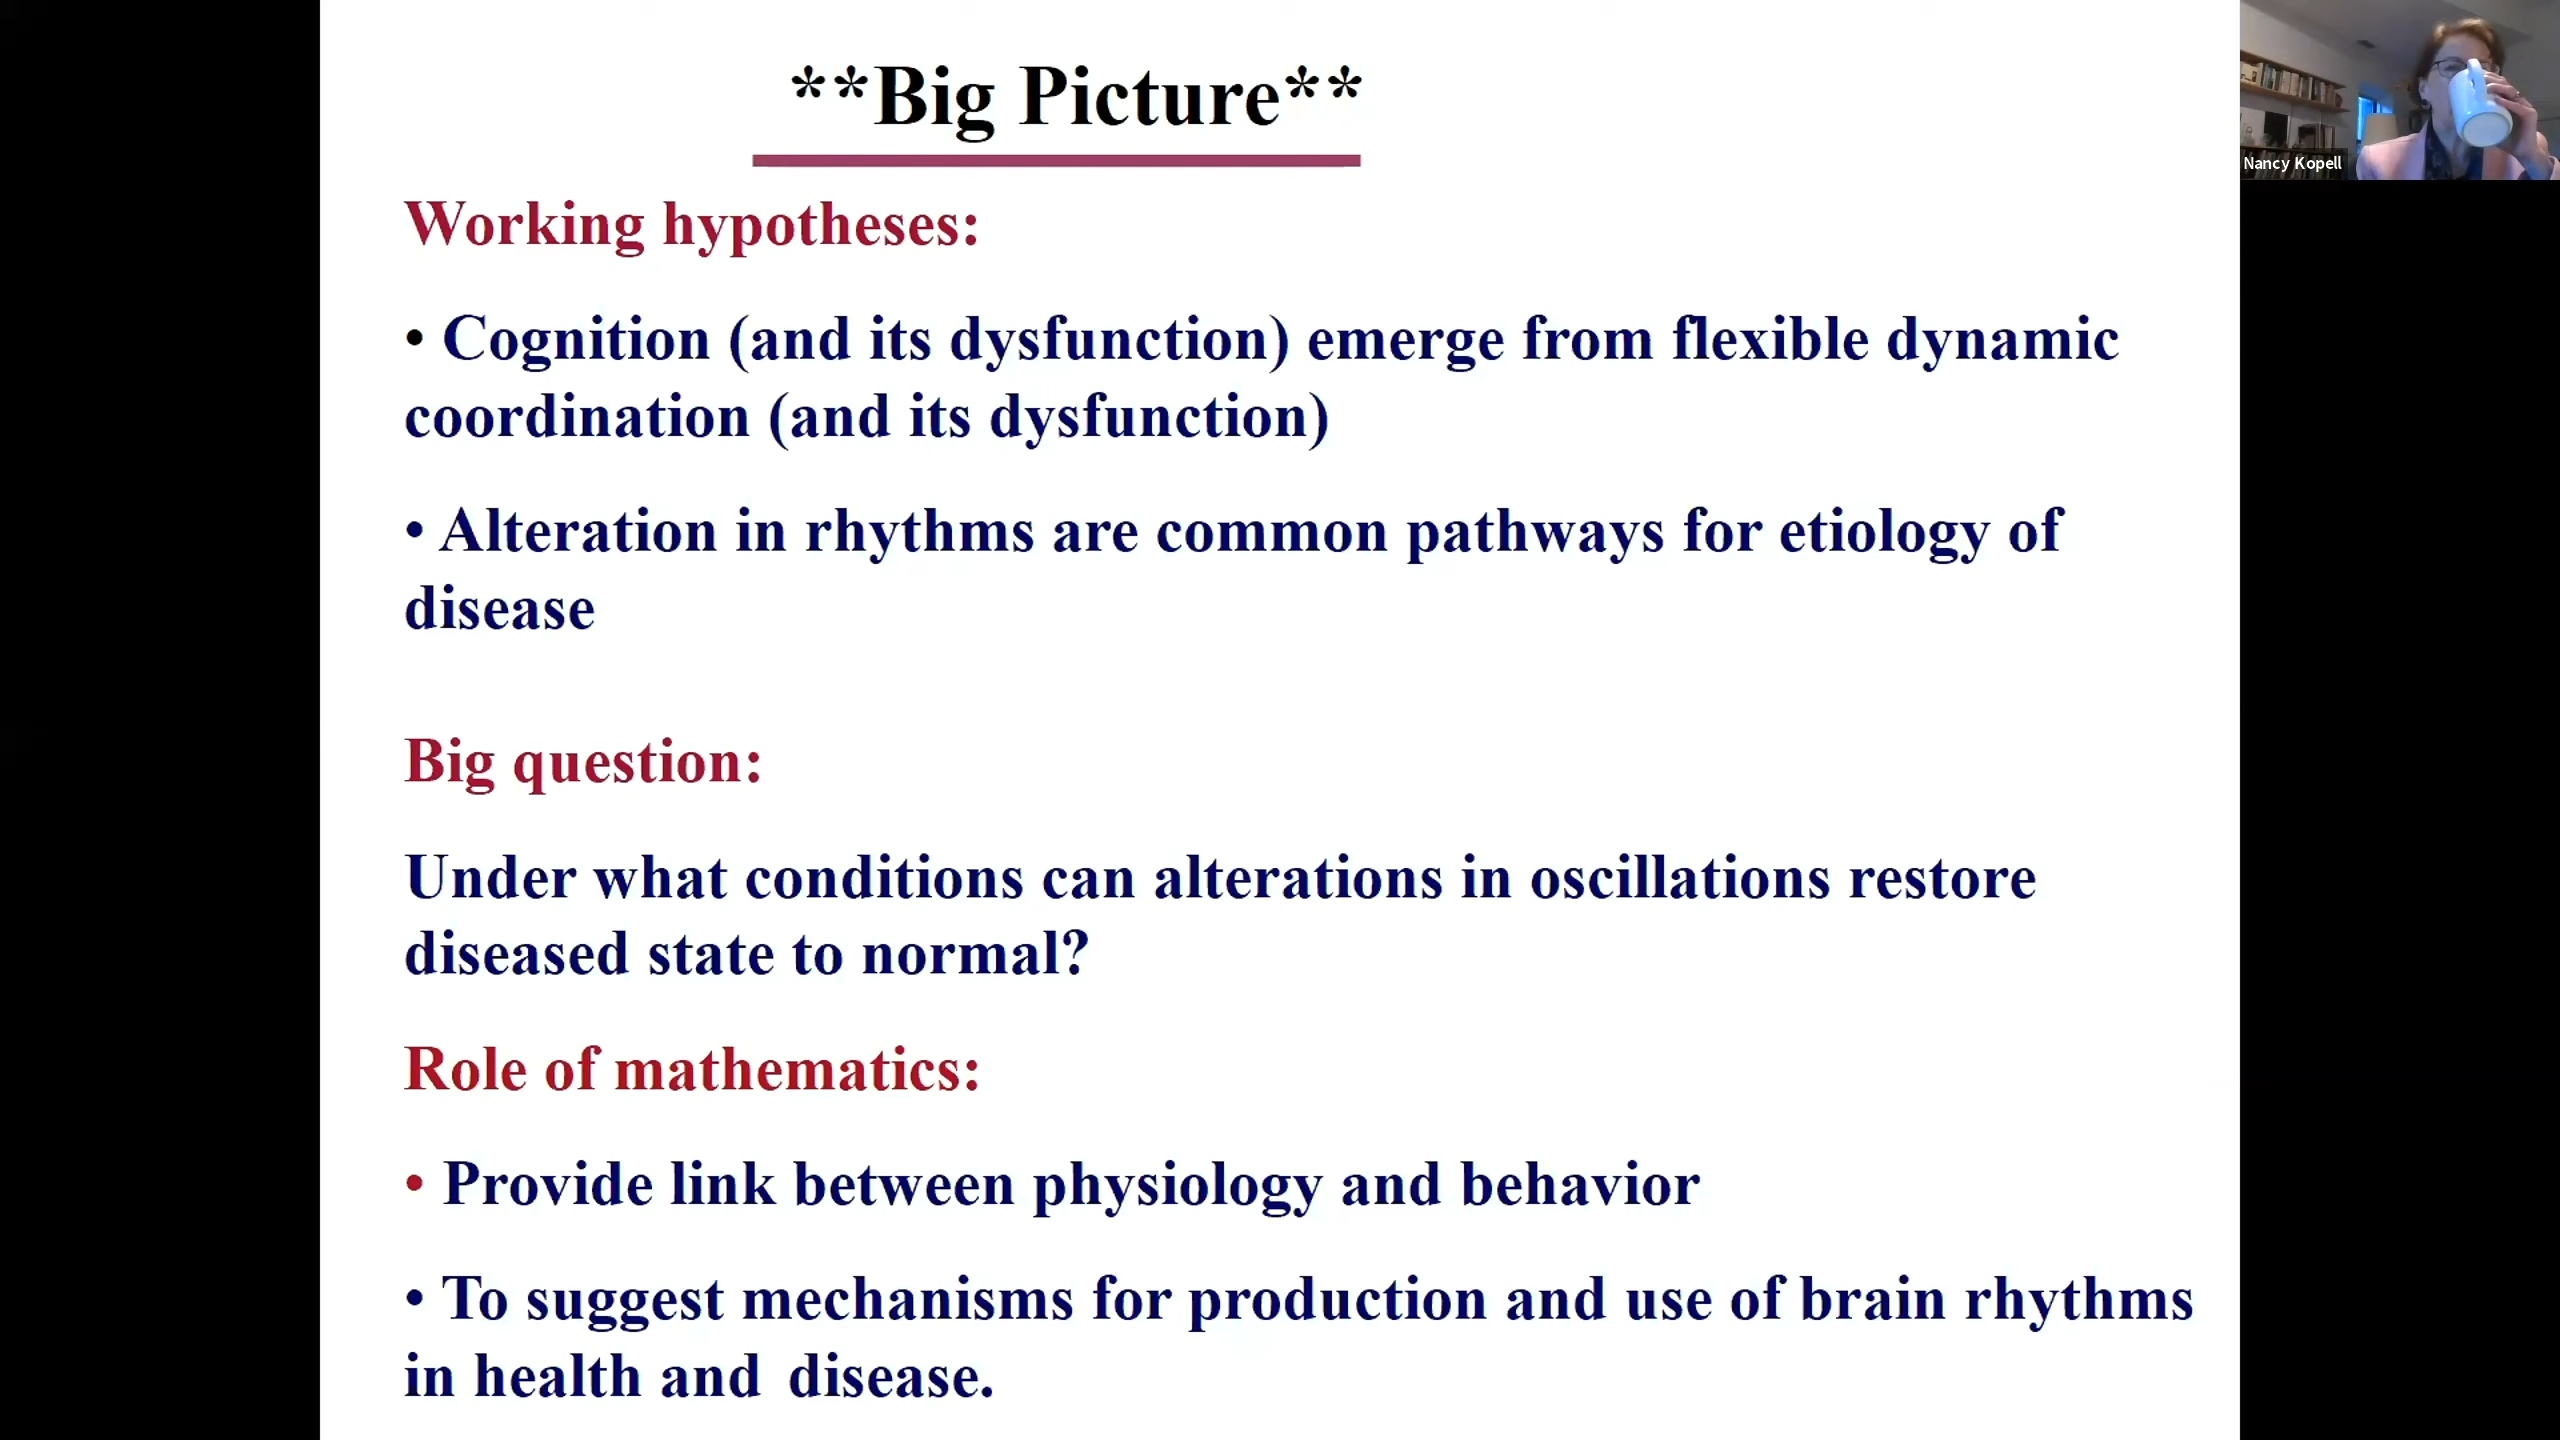 **Big Picture**
Nancy Kopell
Working hypotheses:
• Cognition (and its dysfunction) emerge from flexible dynamic
coordination (and its dysfunction)
• Alteration in rhythms are common pathways for etiology of
disease
Big question:
Under what conditions can alterations in oscillations restore
diseased state to normal?
Role of mathematics:
• Provide link between physiology and behavior
• To suggest mechanisms for production and use of brain rhythms
in health and disease.